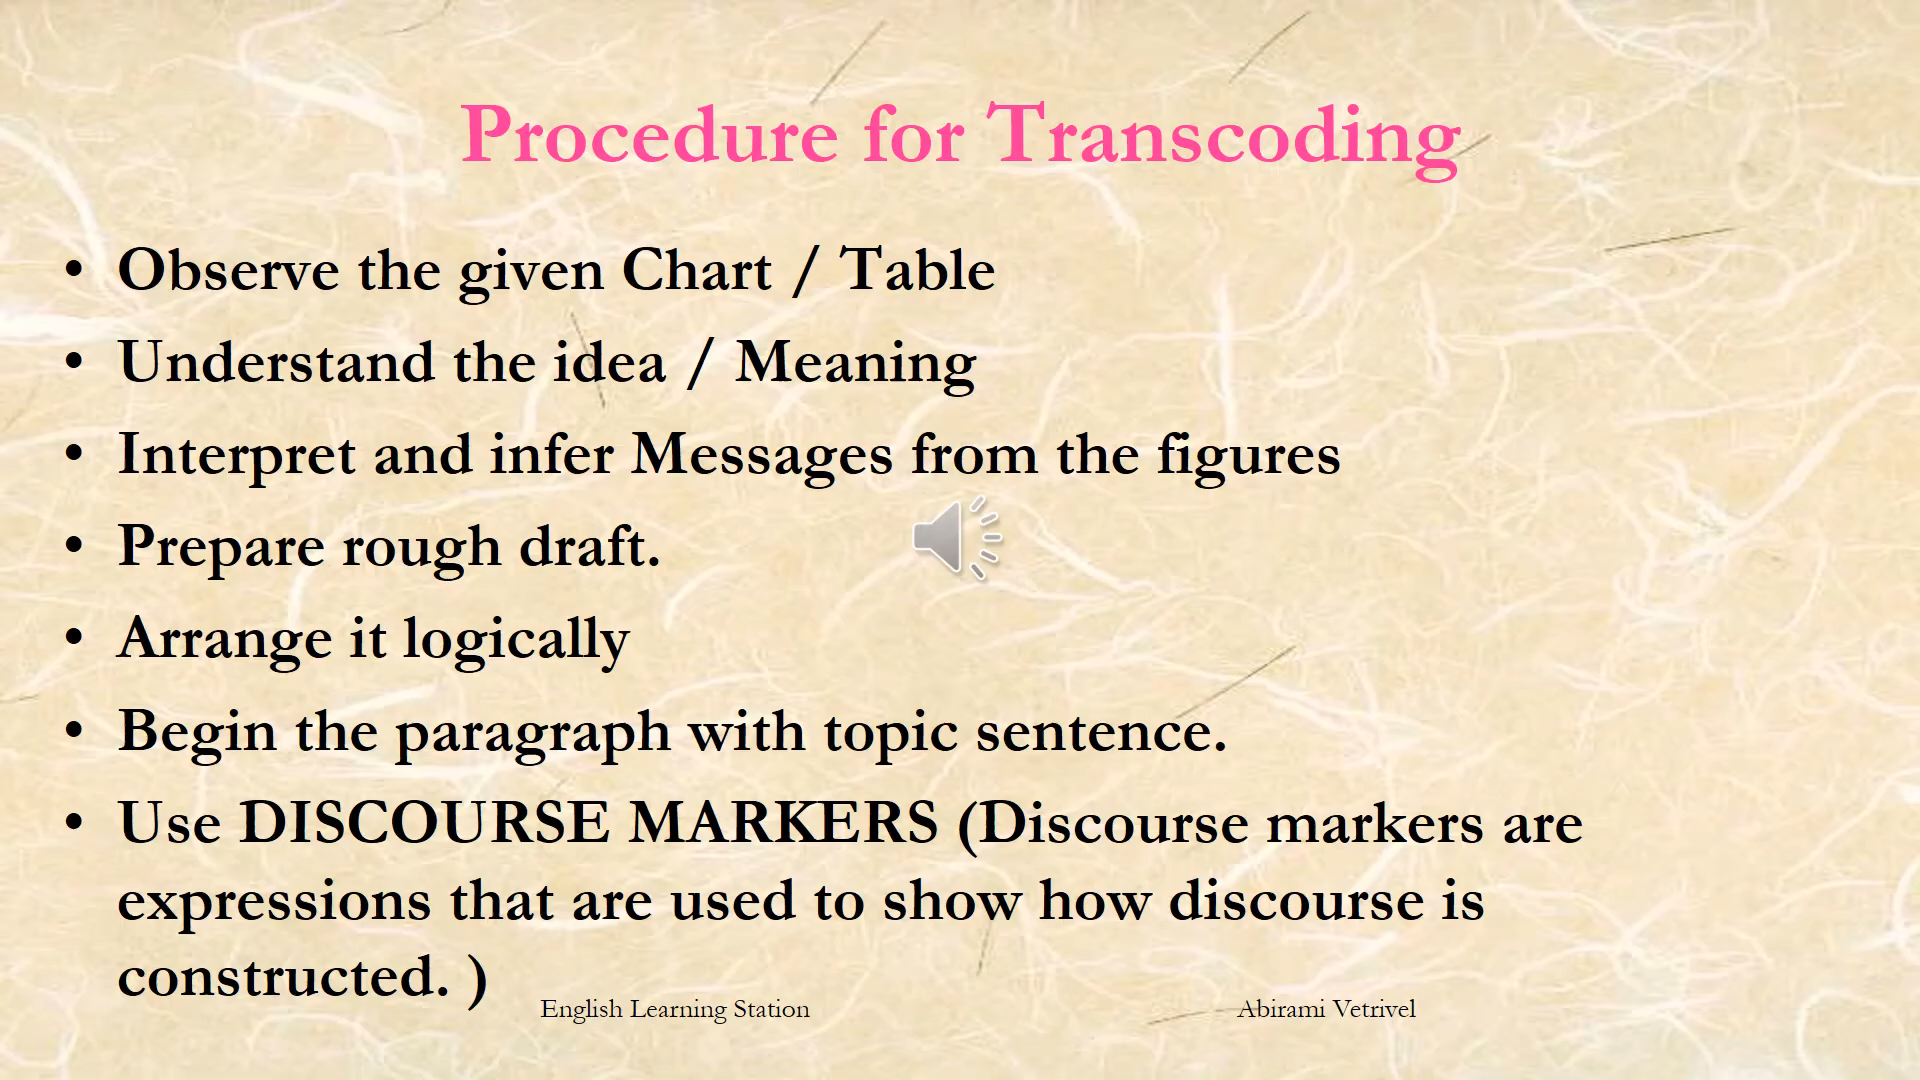 Procedure for Transcoding
• Observe the given Chart / Table
• Understand the idea / Meaning
• Interpret and infer Messages from the figures
• Prepare rough draft.
• Arrange it logically
• Begin the paragraph with topic sentence.
• Use DISCOURSE MARKERS (Discourse markers are
expressions that are used to show how discourse is
constructed. )
English Learning Station
Abirami Vetrivel